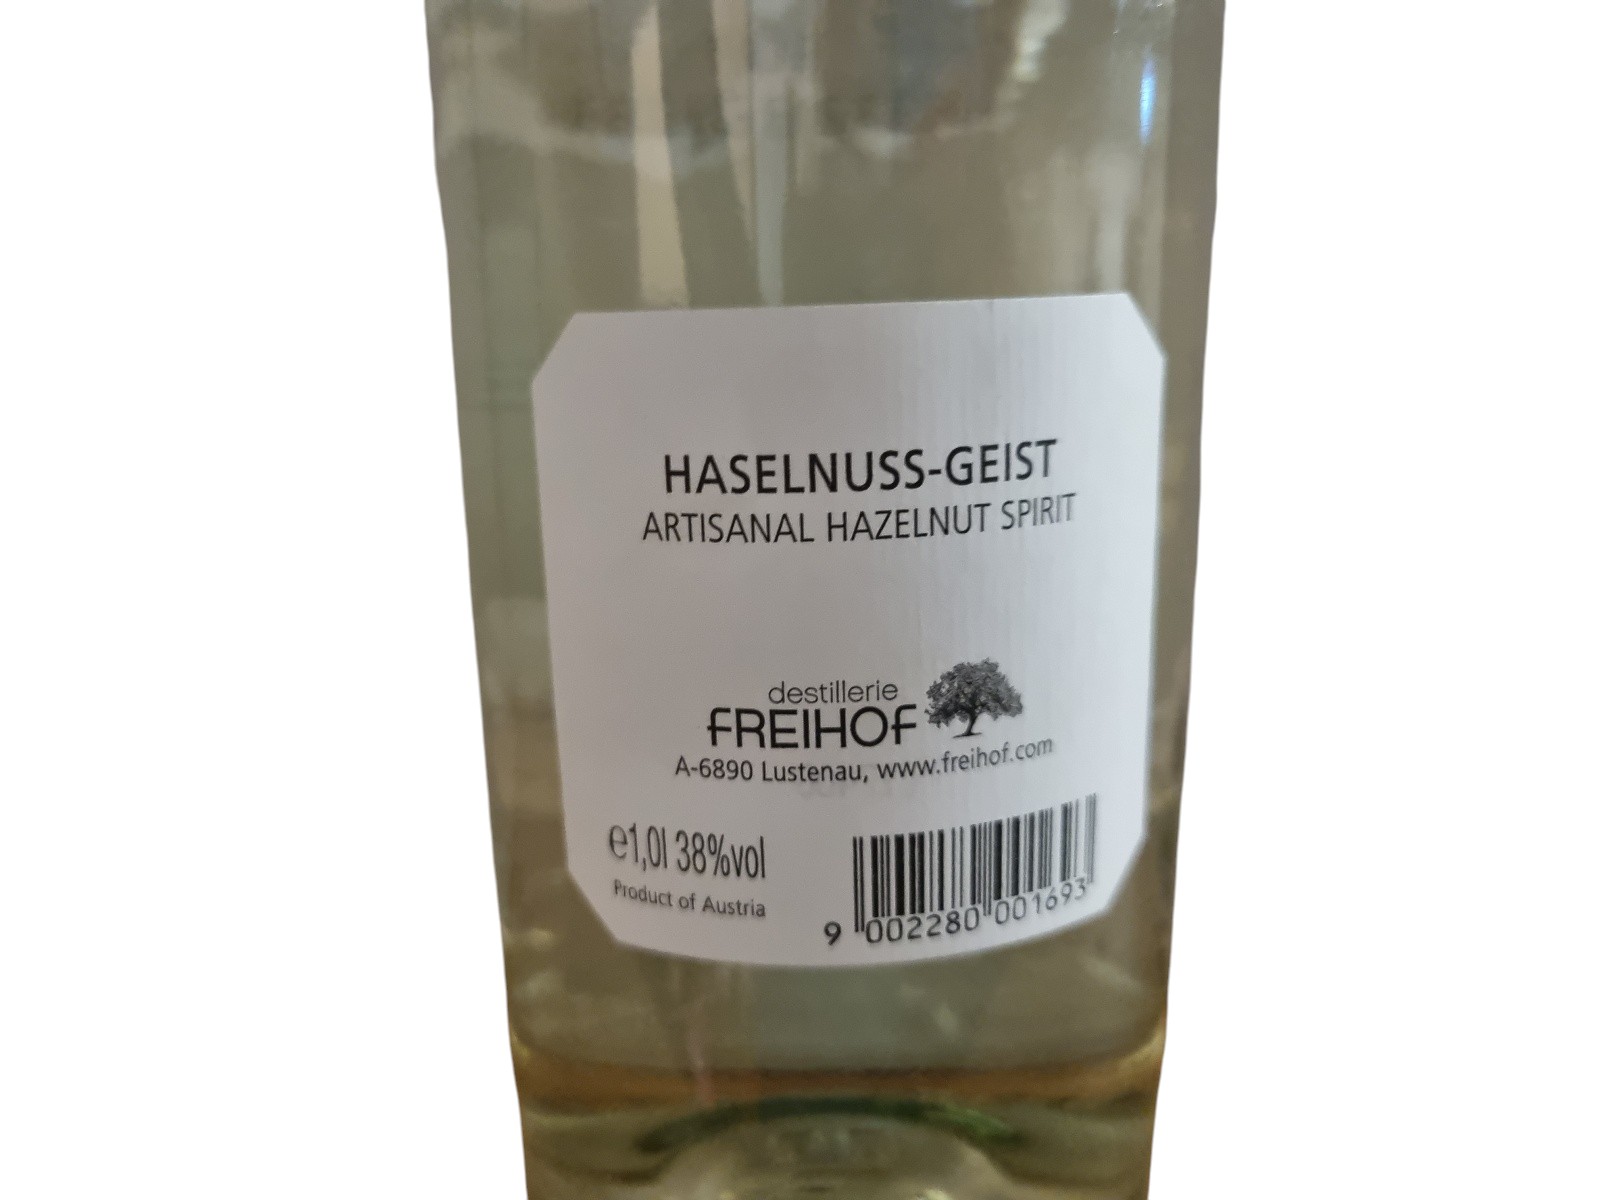 HASELNUSS-GEIST
ARTISANAL HAZELNUT SPIRIT
destillerie
FREIHOF
A-6890 Lustenau, www.freihof.com
℮1,0l 38%vol
Product of Austria
9 002280 001693